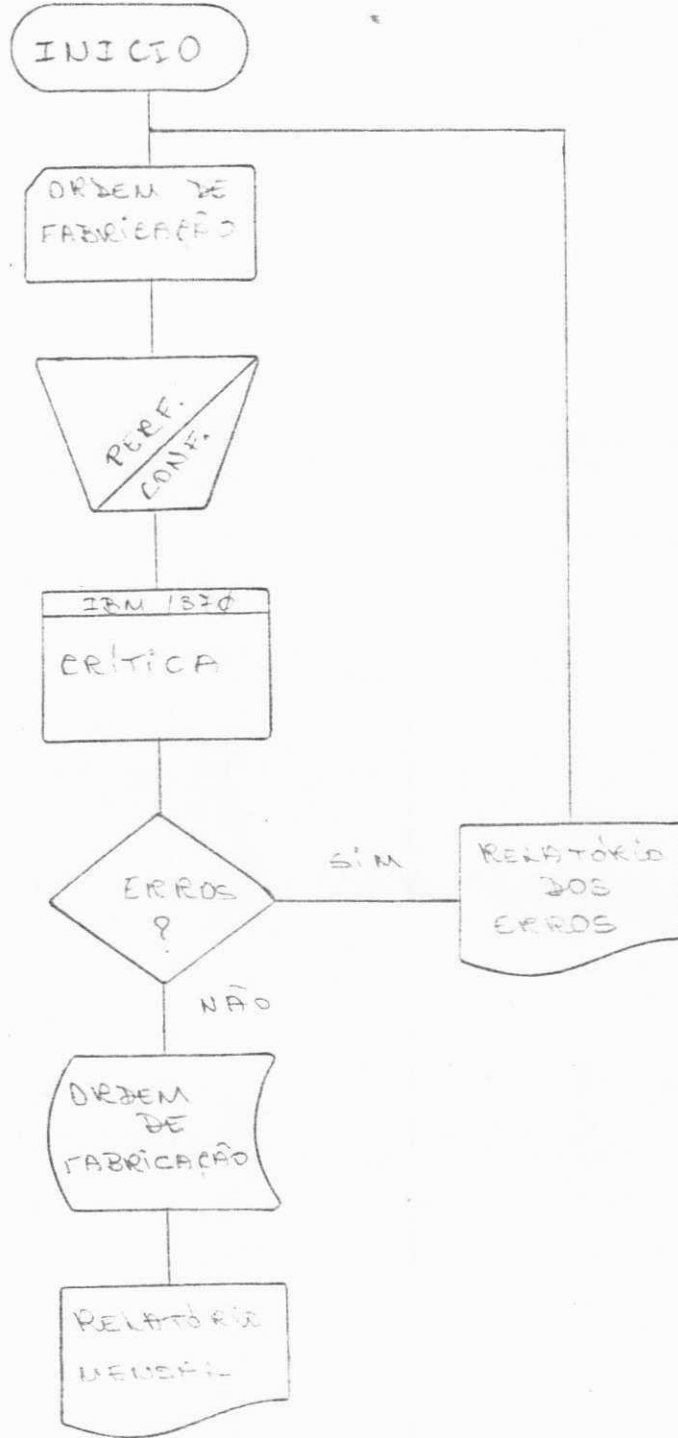 INICIO
ORDEM DE
FABRICAÇÃO
PERF.
CONF.
IBM 1370
CRÍTICA
ERROS
?
SIM
RELATÓRIO
DOS
ERROS
NÃO
ORDEM
DE
FABRICAÇÃO
RELATÓRIO
MENSAL